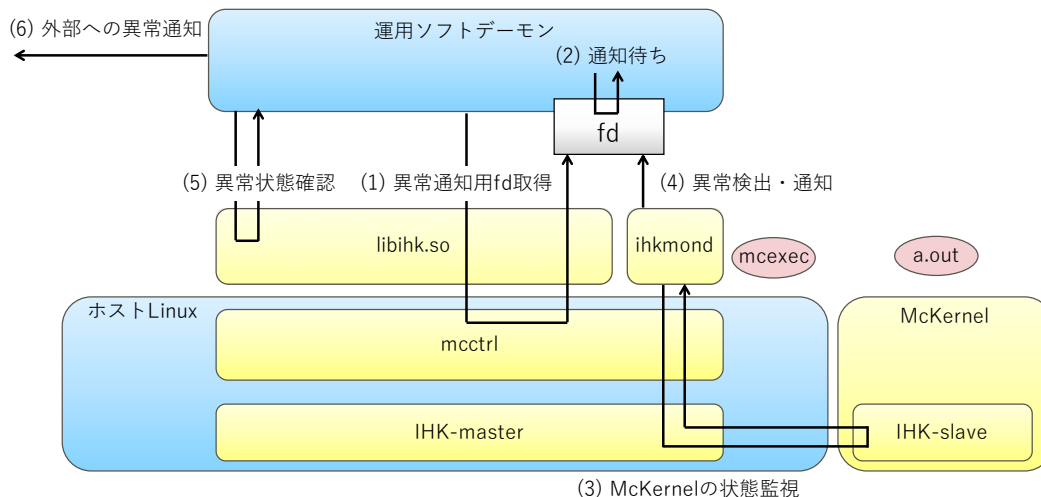 (6) 外部への異常通知
運用ソフトデーモン
(2) 通知待ち
fd
(5) 異常状態確認
(1) 異常通知用fd取得
(4) 異常検出・通知
libihk.so
ihkmond
mcexec
a.out
ホストLinux
McKernel
mcctrl
IHK-master
IHK-slave
(3) McKernelの状態監視